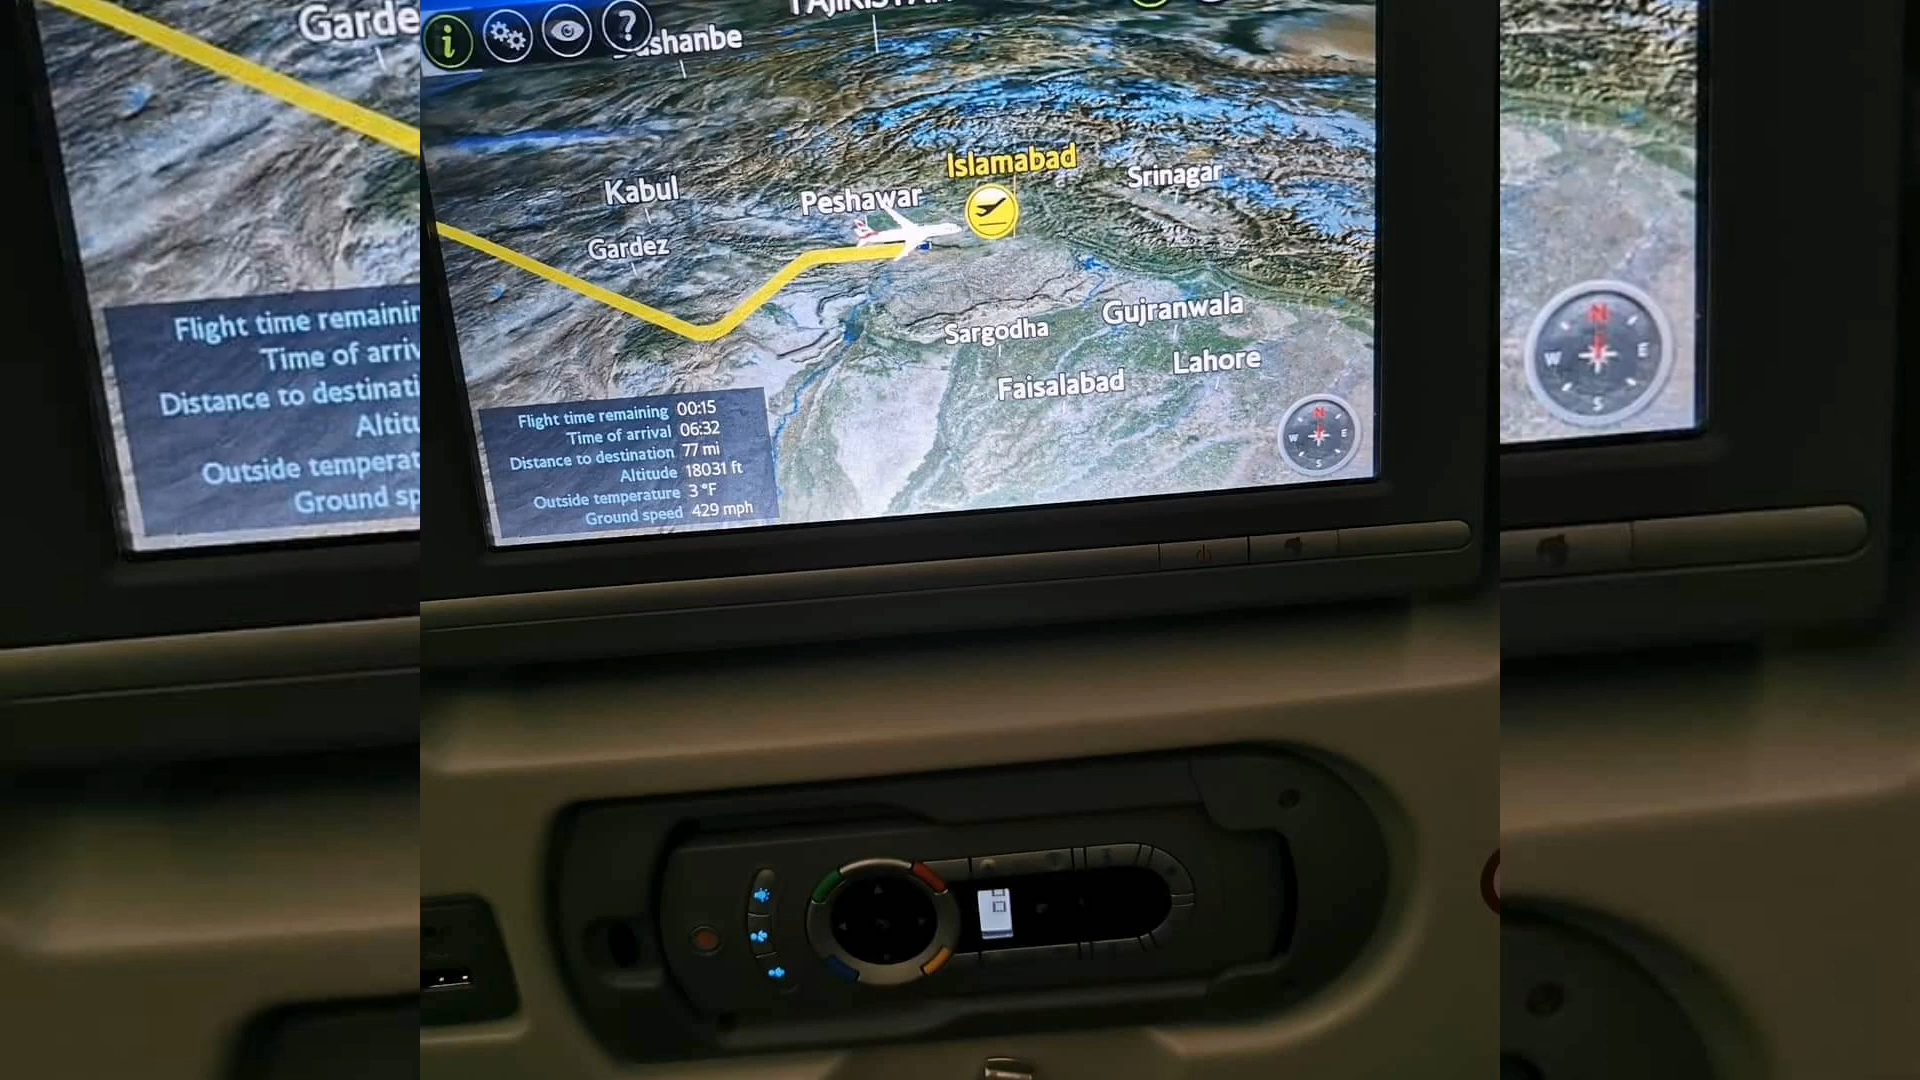 TAJIKISTAN
i
?
Islamabad
Srinagar
Kabul
Peshawar
Gardez
Gujranwala
Sargodha
Lahore
Faisalabad
Flight time remaining 00:15
Time of arrival 06:32
Distance to destination 77 mi
Altitude 18031 ft
Outside temperature 3 °F
Ground speed 429 mph
N
W E
S